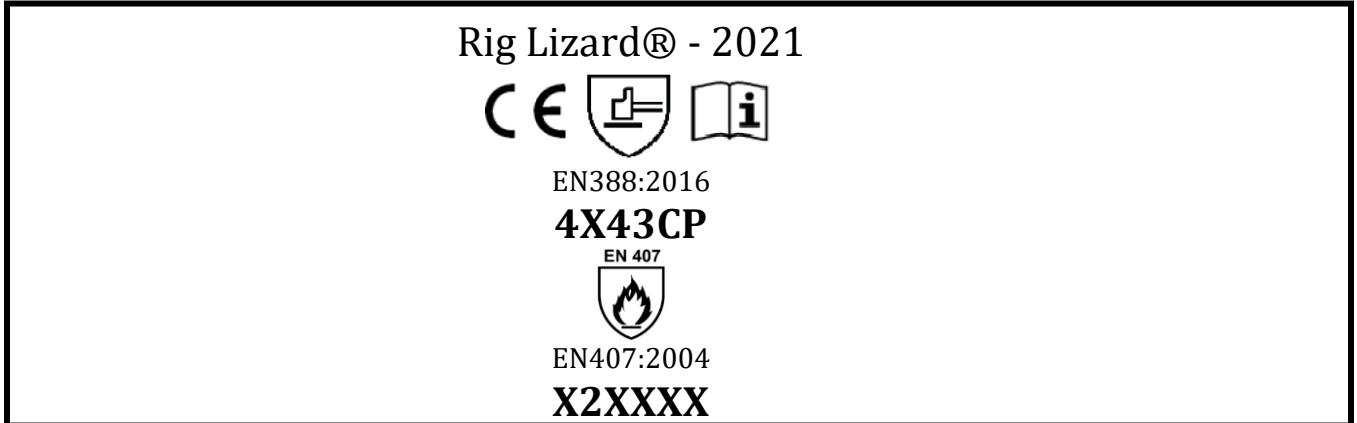 Rig Lizard® - 2021
CE i
EN388:2016
4X43CP
EN 407
EN407:2004
X2XXXX